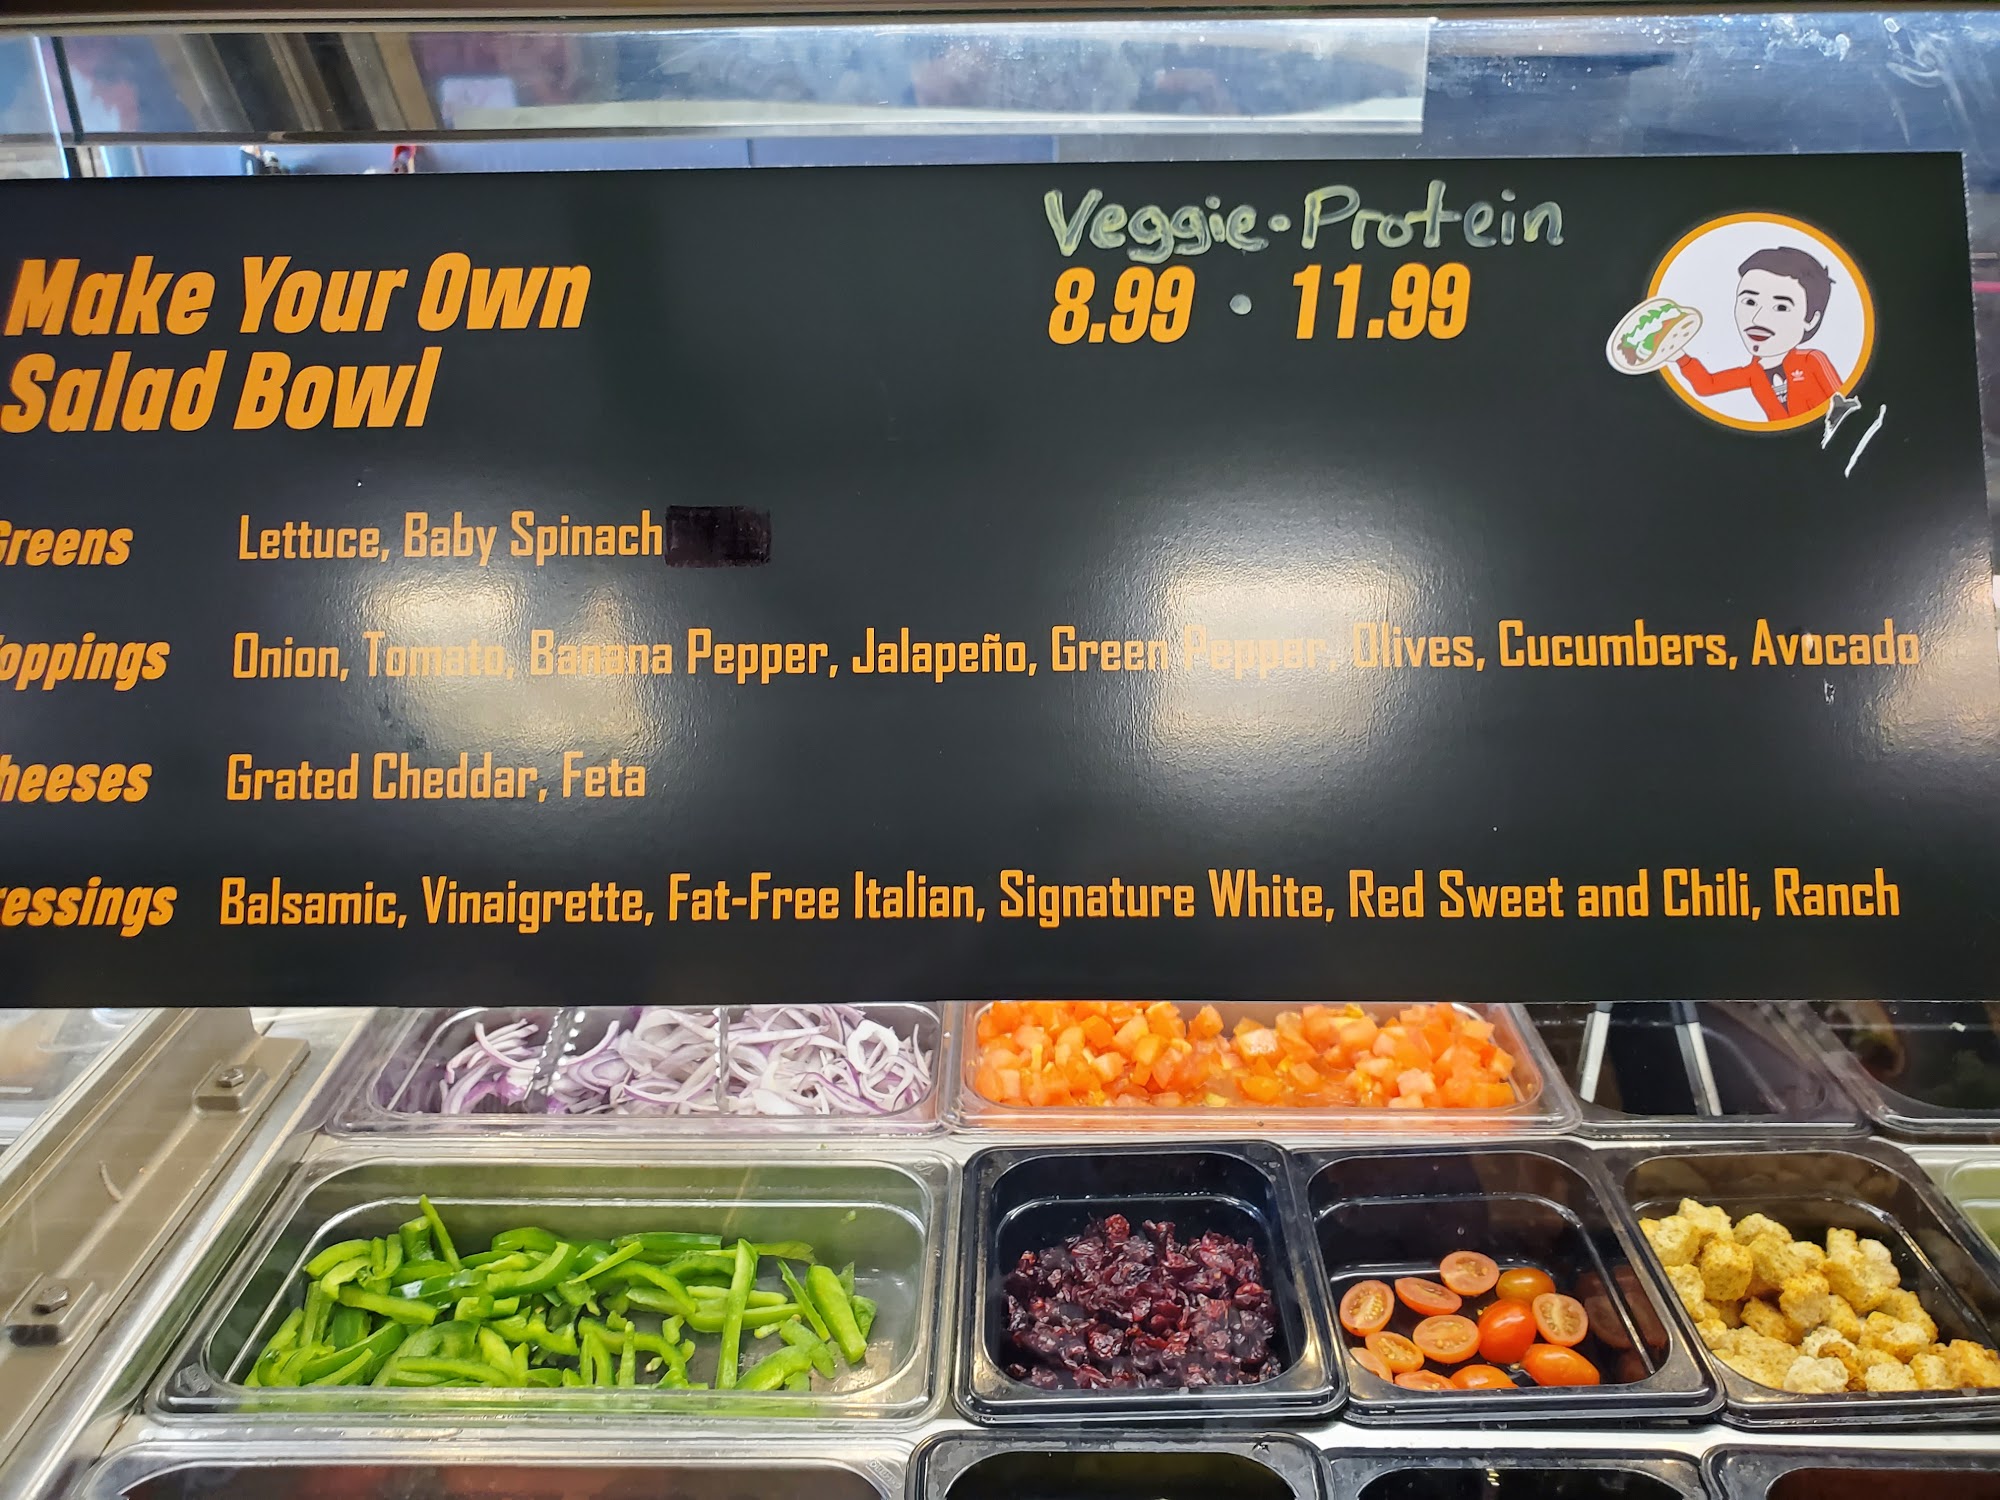 Veggie · Protein
Make Your Own
Salad Bowl
8.99 · 11.99
Greens Lettuce, Baby Spinach
oppings Onion, Tomato, Banana Pepper, Jalapeño, Green Pepper, Olives, Cucumbers, Avocado
heeses Grated Cheddar, Feta
essings Balsamic, Vinaigrette, Fat-Free Italian, Signature White, Red Sweet and Chili, Ranch